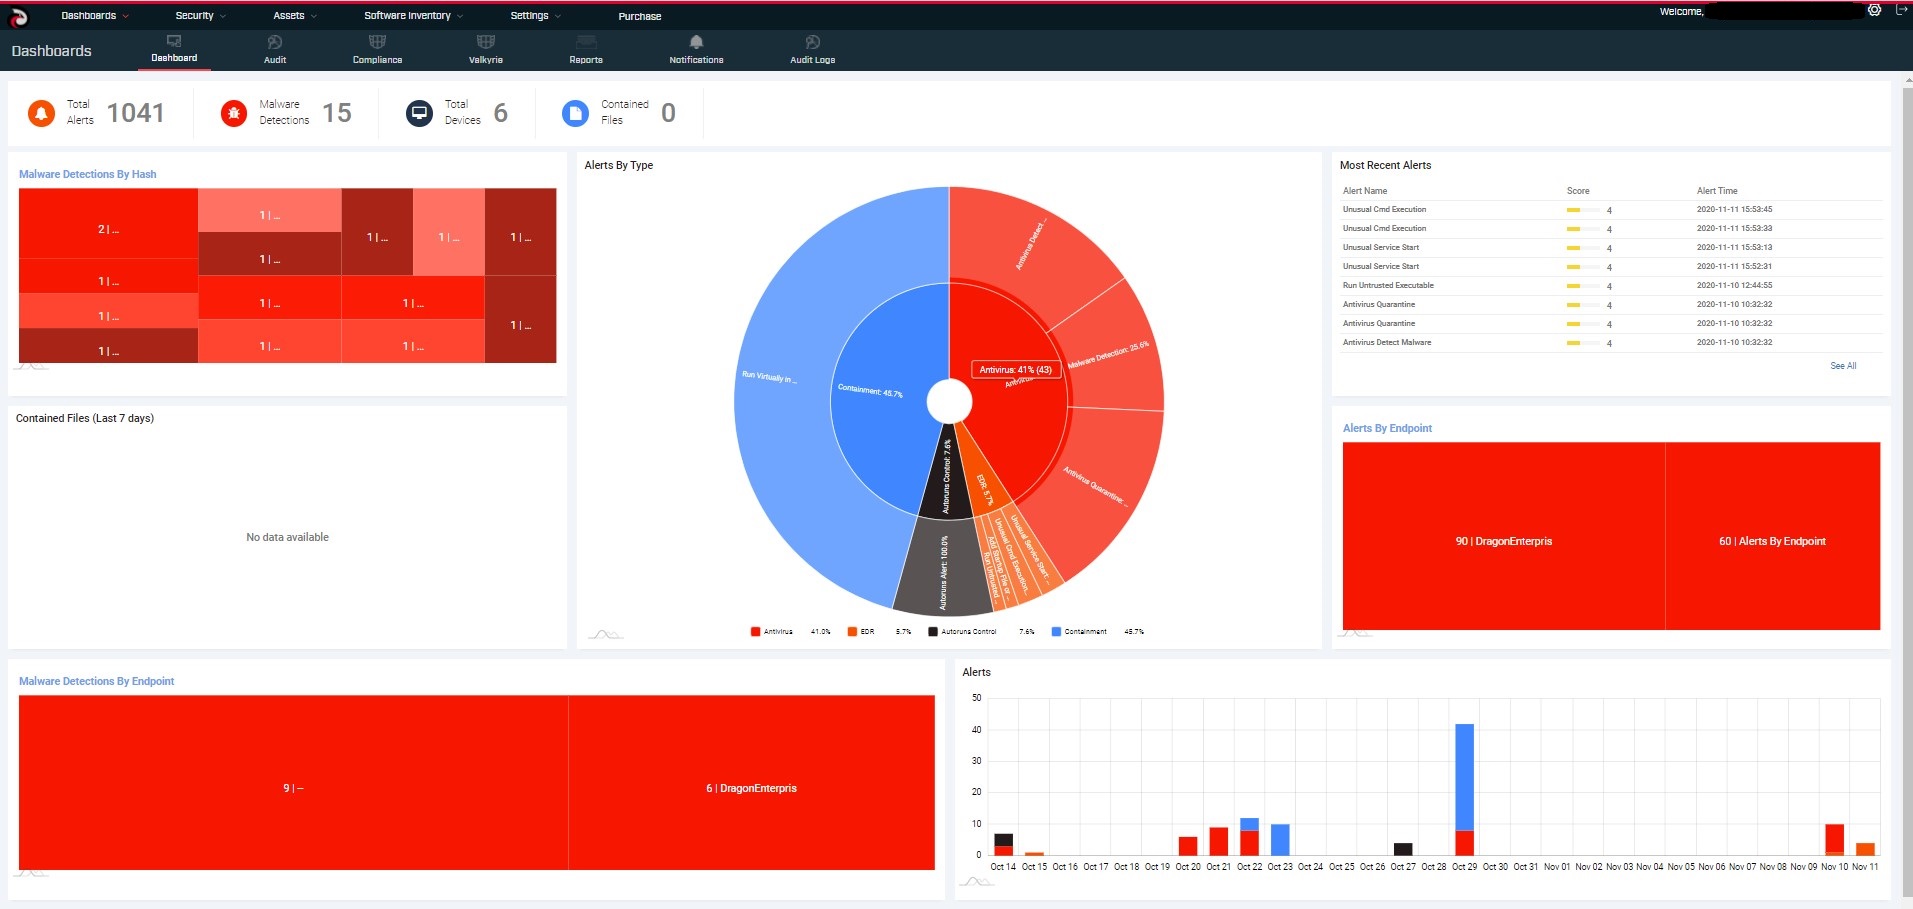 Dashboards Security Assets Software Inventory Settings Purchase Welcome,
Dashboards
Dashboard Audit Compliance Valkyrie Reports Notifications Audit Logs
Total Alerts 1041
Malware Detections 15
Total Devices 6
Contained Files 0
Malware Detections By Hash
2 | ...
1 | ...
1 | ...
1 | ...
1 | ...
1 | ...
1 | ...
1 | ...
1 | ...
1 | ...
1 | ...
1 | ...
1 | ...
1 | ...
Contained Files (Last 7 days)
No data available
Alerts By Type
Antivirus Detect ...
Malware Detection: 25.6%
Antivirus Quarantine: ...
Antivirus: 41% (43)
Run Virtually in ...
Containment: 45.7%
Autoruns Control: 7.6%
EDR: 5.7%
Autoruns Alert: 100.0%
Run Untrusted ...
Add Startup File or ...
Unusual Cmd Execution...
Unusual Service Start: ...
Antivirus 41.0% EDR 5.7% Autoruns Control 7.6% Containment 45.7%
Most Recent Alerts
Alert Name Score Alert Time
Unusual Cmd Execution 4 2020-11-11 15:53:45
Unusual Cmd Execution 4 2020-11-11 15:53:33
Unusual Service Start 4 2020-11-11 15:53:13
Unusual Service Start 4 2020-11-11 15:52:31
Run Untrusted Executable 4 2020-11-10 12:44:55
Antivirus Quarantine 4 2020-11-10 10:32:32
Antivirus Quarantine 4 2020-11-10 10:32:32
Antivirus Detect Malware 4 2020-11-10 10:32:32
See All
Alerts By Endpoint
90 | DragonEnterpris 60 | Alerts By Endpoint
Malware Detections By Endpoint
9 | -- 6 | DragonEnterpris
Alerts
50
40
30
20
10
0
Oct 14 Oct 15 Oct 16 Oct 17 Oct 18 Oct 19 Oct 20 Oct 21 Oct 22 Oct 23 Oct 24 Oct 25 Oct 26 Oct 27 Oct 28 Oct 29 Oct 30 Oct 31 Nov 01 Nov 02 Nov 03 Nov 04 Nov 05 Nov 06 Nov 07 Nov 08 Nov 09 Nov 10 Nov 11